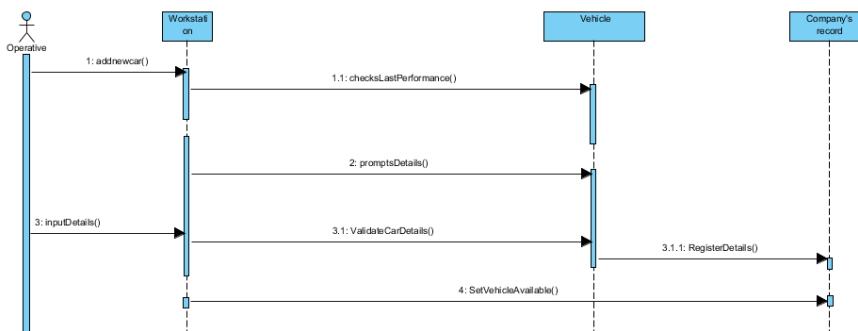 Operative
Workstati
on
Vehicle
Company's
record
1: addnewcar()
1.1: checksLastPerformance()
2: promptsDetails()
3: inputDetails()
3.1: ValidateCarDetails()
3.1.1: RegisterDetails()
4: SetVehicleAvailable()